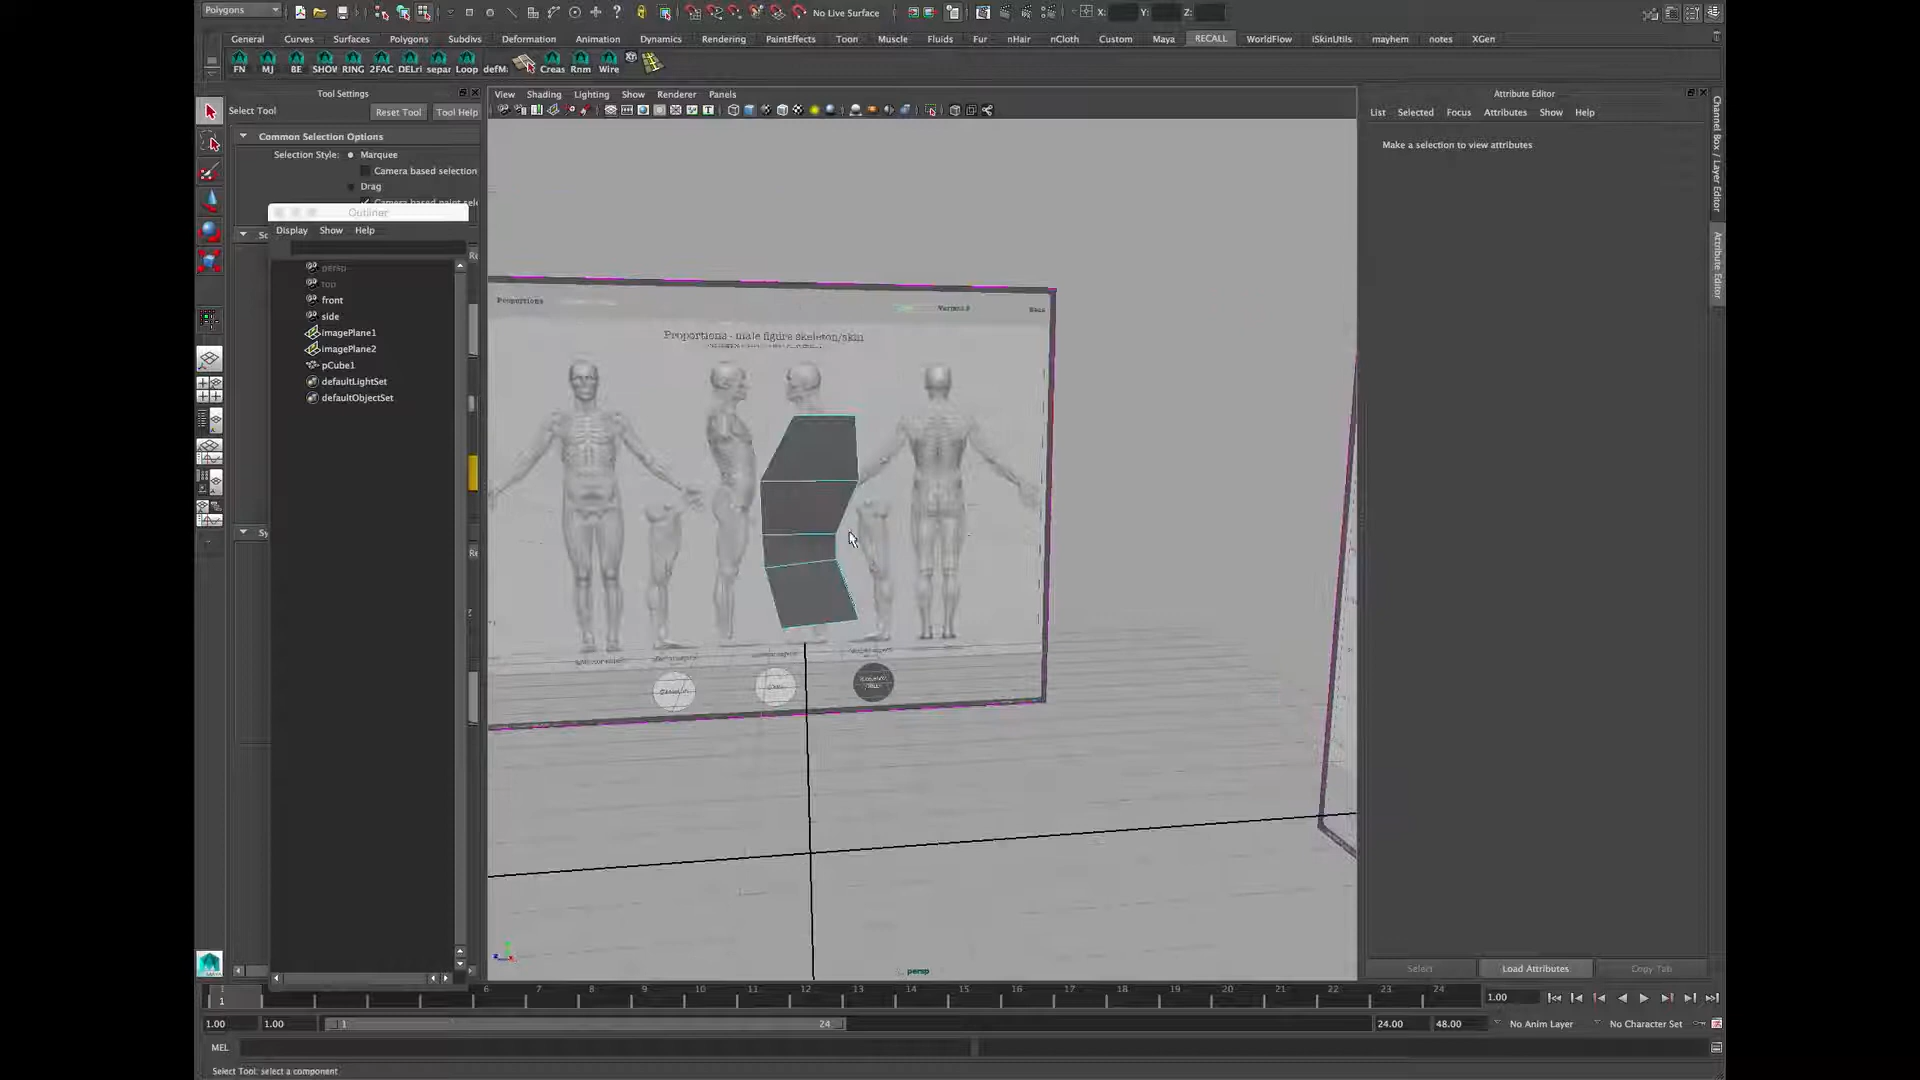 Polygons
No Live Surface
X:
Y:
Z:
General Curves Surfaces Polygons Subdivs Deformation Animation Dynamics Rendering PaintEffects Toon Muscle Fluids Fur nHair nCloth Custom Maya RECALL WorldFlow iSkinUtils mayhem notes XGen
FN MJ BE SHOW RING 2FAC DELri separ Loop defM Creas Rnm Wire
Tool Settings
Select Tool
Reset Tool
Tool Help
Common Selection Options
Selection Style:
Marquee
Camera based selection
Drag
Outliner
Display Show Help
persp
top
front
side
imagePlane1
imagePlane2
pCube1
defaultLightSet
defaultObjectSet
View Shading Lighting Show Renderer Panels
Proportions
Proportions - male figure skeleton/skin
persp
Attribute Editor
List Selected Focus Attributes Show Help
Make a selection to view attributes
Channel Box / Layer Editor
Attribute Editor
Select
Load Attributes
Copy Tab
1
6 7 8 9 10 11 12 13 14 15 16 17 18 19 20 21 22 23 24
1.00
1.00
1.00
1
24
24.00
48.00
No Anim Layer
No Character Set
MEL
Select Tool: select a component